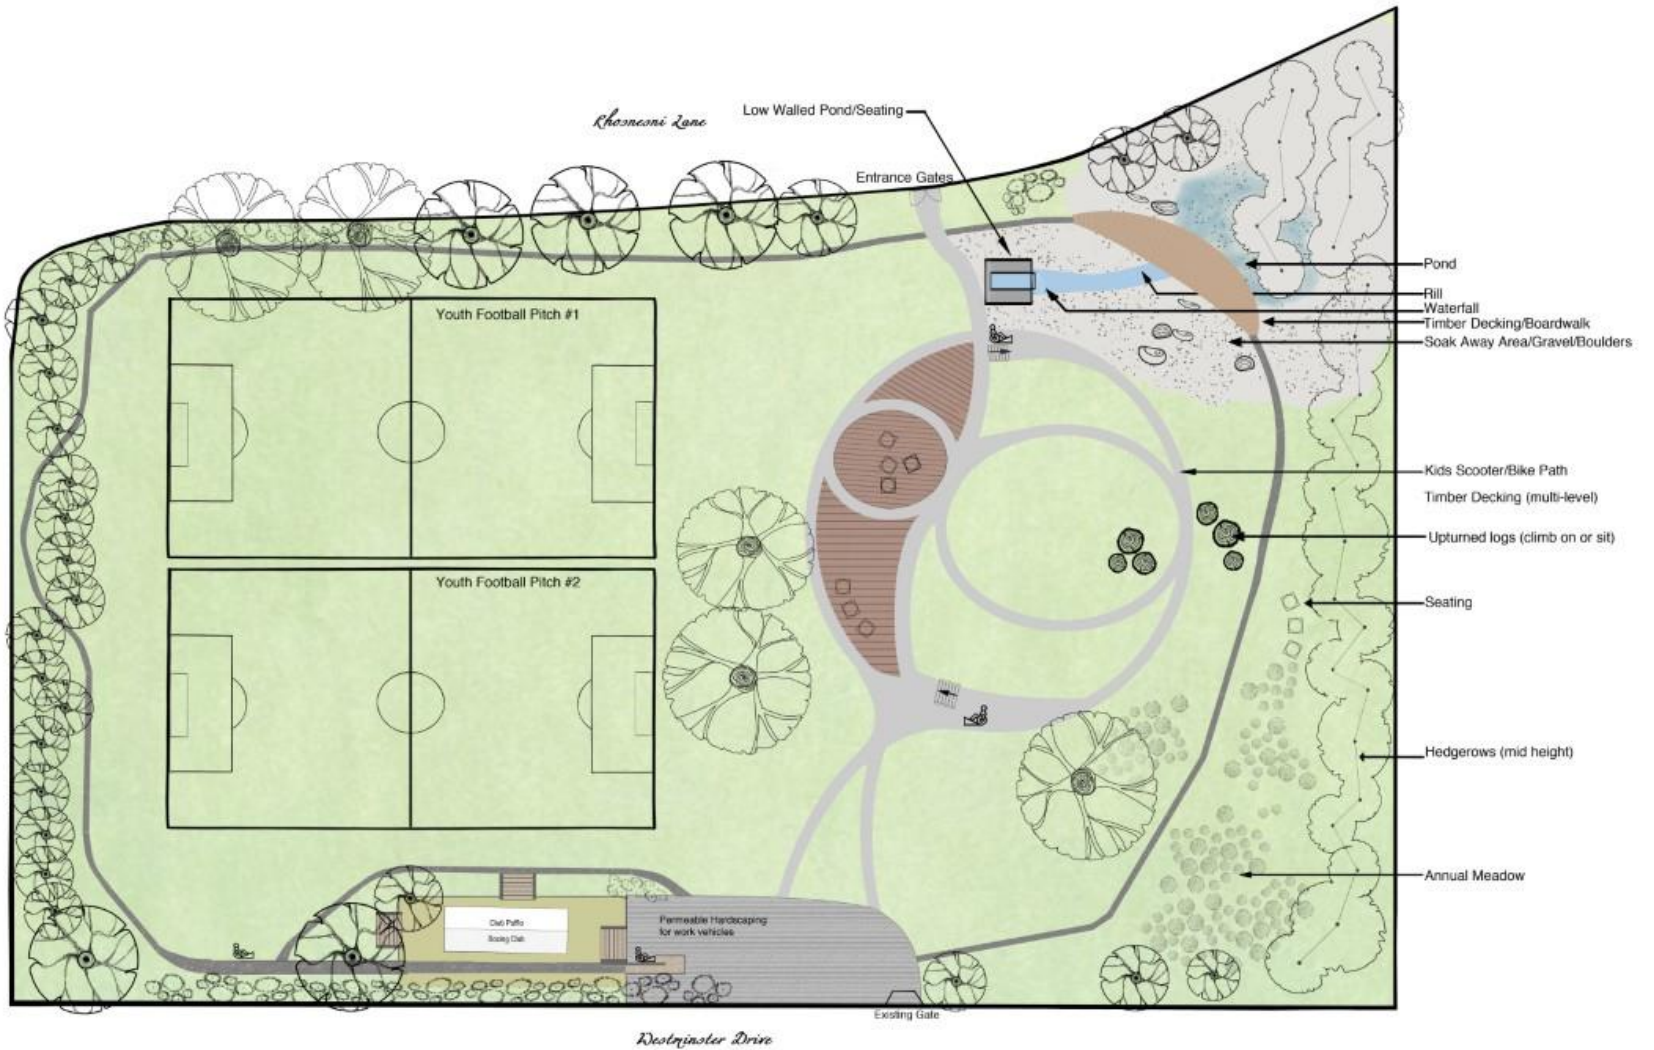 Rhosnesni Lane
Low Walled Pond/Seating
Entrance Gates
Pond
Rill
Waterfall
Timber Decking/Boardwalk
Soak Away Area/Gravel/Boulders
Youth Football Pitch #1
Kids Scooter/Bike Path
Timber Decking (multi-level)
Upturned logs (climb on or sit)
Youth Football Pitch #2
Seating
Hedgerows (mid height)
Annual Meadow
Permeable Hardscaping
for work vehicles
Club
Boxing Club
Existing Gate
Westminster Drive